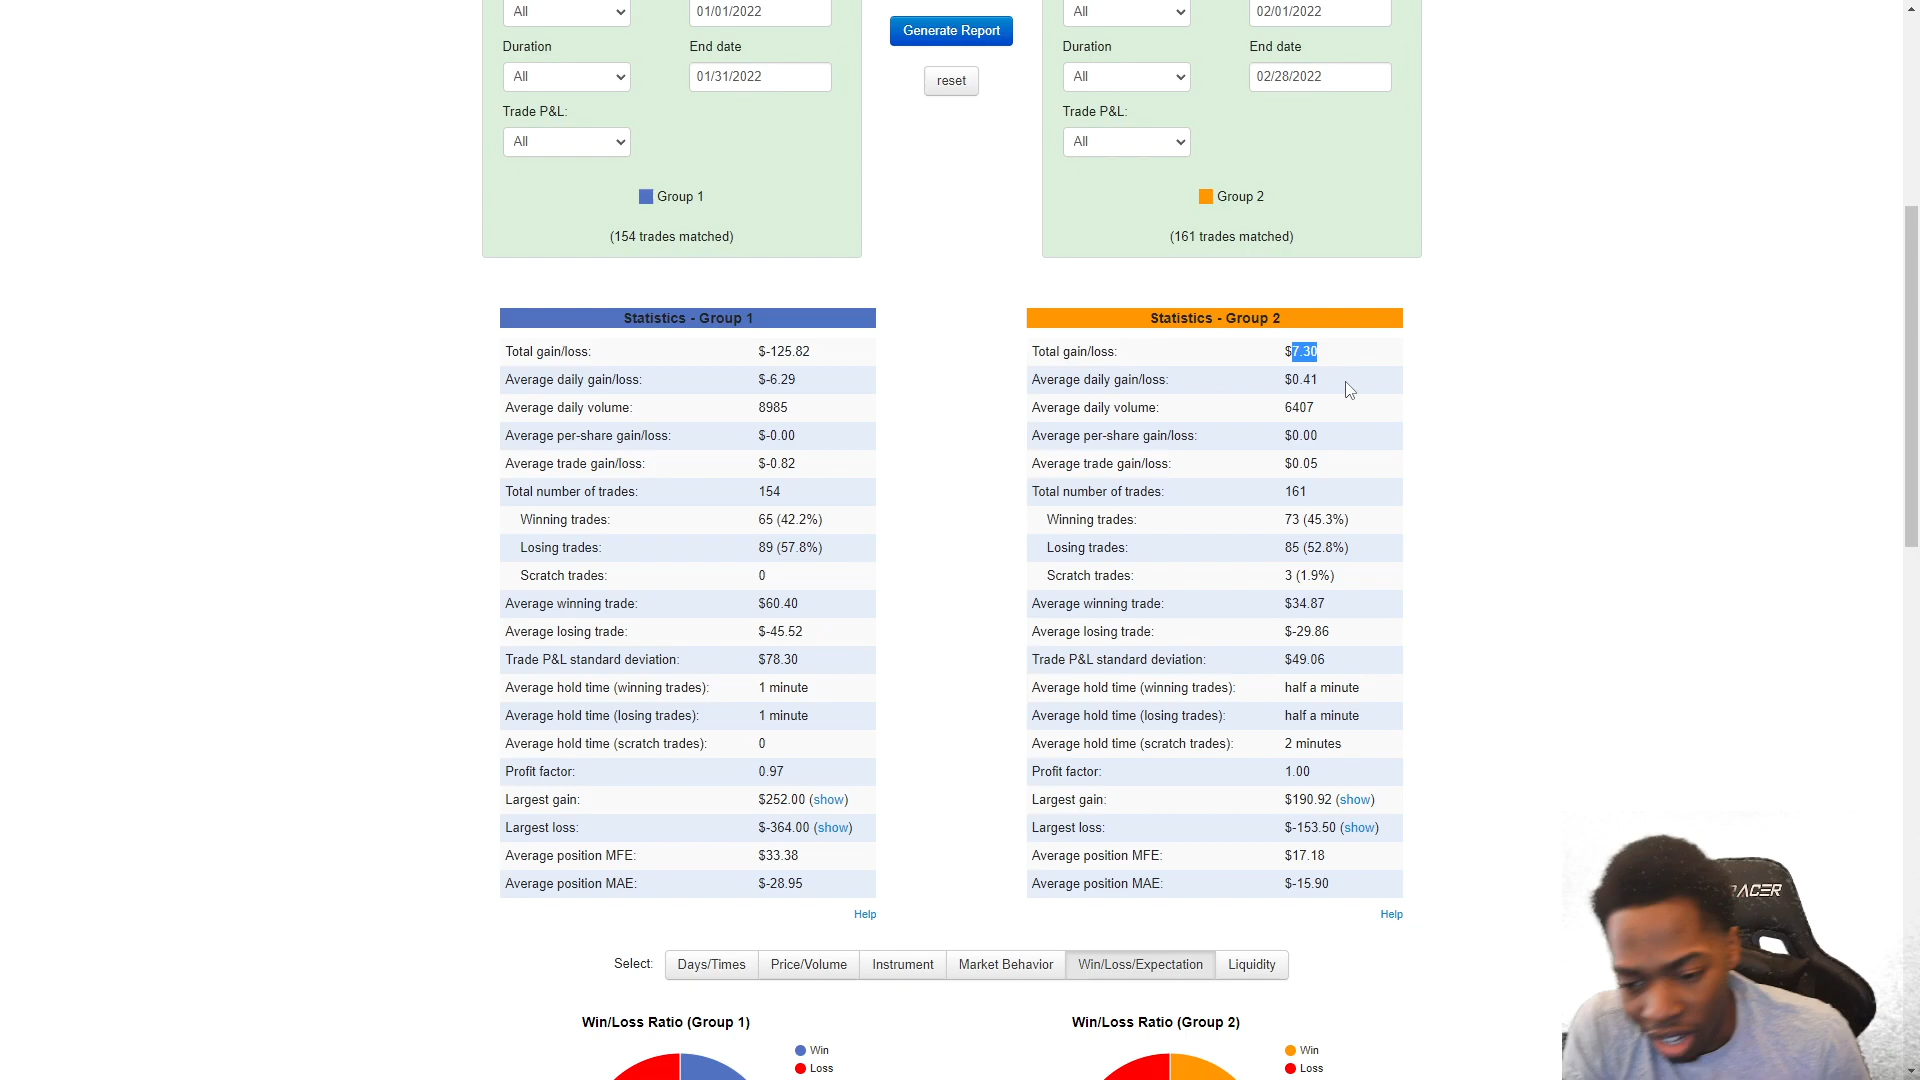 All 01/01/2022 All 02/01/2022
Generate Report
Duration End date Duration End date
All 01/31/2022 reset All 02/28/2022
Trade P&L: Trade P&L:
All All
Group 1 Group 2
(154 trades matched) (161 trades matched)
Statistics - Group 1
Total gain/loss: $-125.82
Average daily gain/loss: $-6.29
Average daily volume: 8985
Average per-share gain/loss: $-0.00
Average trade gain/loss: $-0.82
Total number of trades: 154
Winning trades: 65 (42.2%)
Losing trades: 89 (57.8%)
Scratch trades: 0
Average winning trade: $60.40
Average losing trade: $-45.52
Trade P&L standard deviation: $78.30
Average hold time (winning trades): 1 minute
Average hold time (losing trades): 1 minute
Average hold time (scratch trades): 0
Profit factor: 0.97
Largest gain: $252.00 (show)
Largest loss: $-364.00 (show)
Average position MFE: $33.38
Average position MAE: $-28.95
Help
Statistics - Group 2
Total gain/loss: $7.30
Average daily gain/loss: $0.41
Average daily volume: 6407
Average per-share gain/loss: $0.00
Average trade gain/loss: $0.05
Total number of trades: 161
Winning trades: 73 (45.3%)
Losing trades: 85 (52.8%)
Scratch trades: 3 (1.9%)
Average winning trade: $34.87
Average losing trade: $-29.86
Trade P&L standard deviation: $49.06
Average hold time (winning trades): half a minute
Average hold time (losing trades): half a minute
Average hold time (scratch trades): 2 minutes
Profit factor: 1.00
Largest gain: $190.92 (show)
Largest loss: $-153.50 (show)
Average position MFE: $17.18
Average position MAE: $-15.90
Help
Select: Days/Times Price/Volume Instrument Market Behavior Win/Loss/Expectation Liquidity
Win/Loss Ratio (Group 1)
Win
Loss
Win/Loss Ratio (Group 2)
Win
Loss
RACER